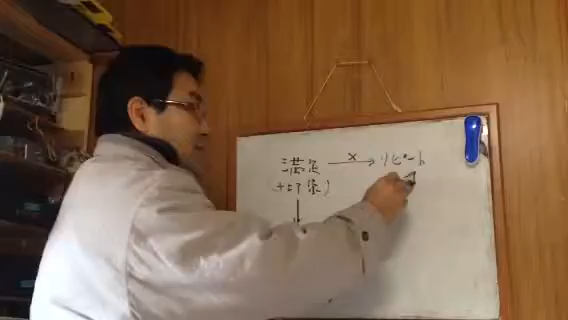 満足 x → リピート
(+印象)
↓